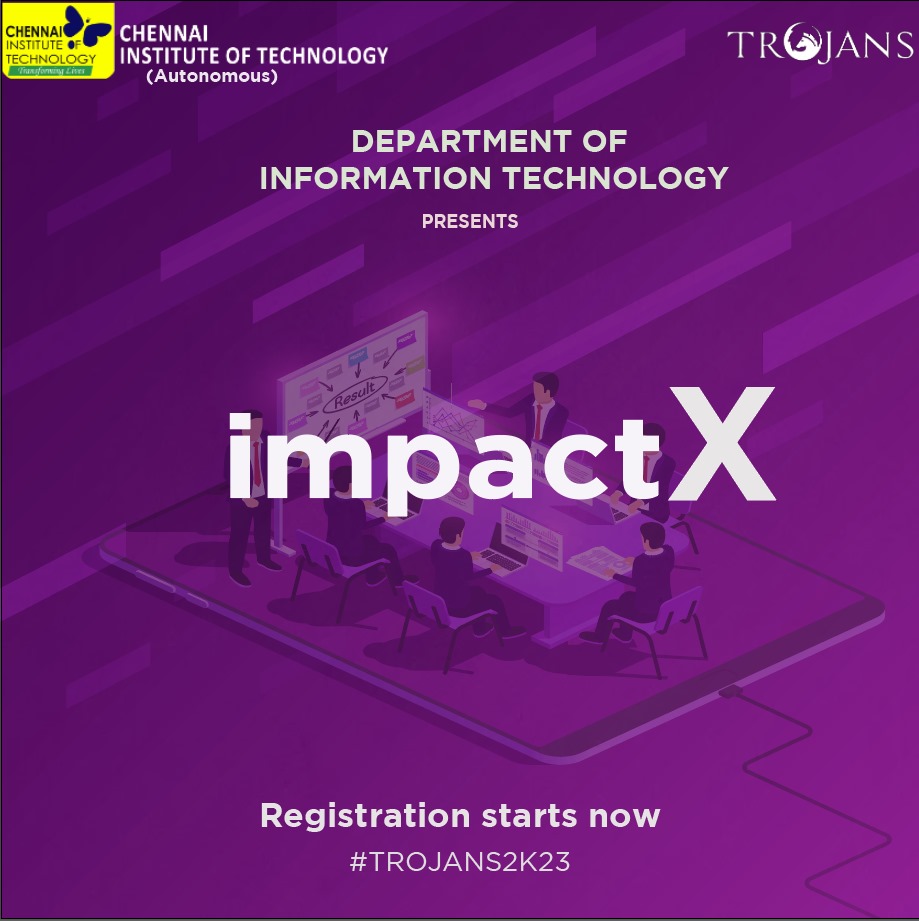 CHENNAI
INSTITUTE OF
TECHNOLOGY
Transforming Lives
CHENNAI
INSTITUTE OF TECHNOLOGY
(Autonomous)
TROJANS
DEPARTMENT OF
INFORMATION TECHNOLOGY
PRESENTS
Result
impactX
Registration starts now
#TROJANS2K23